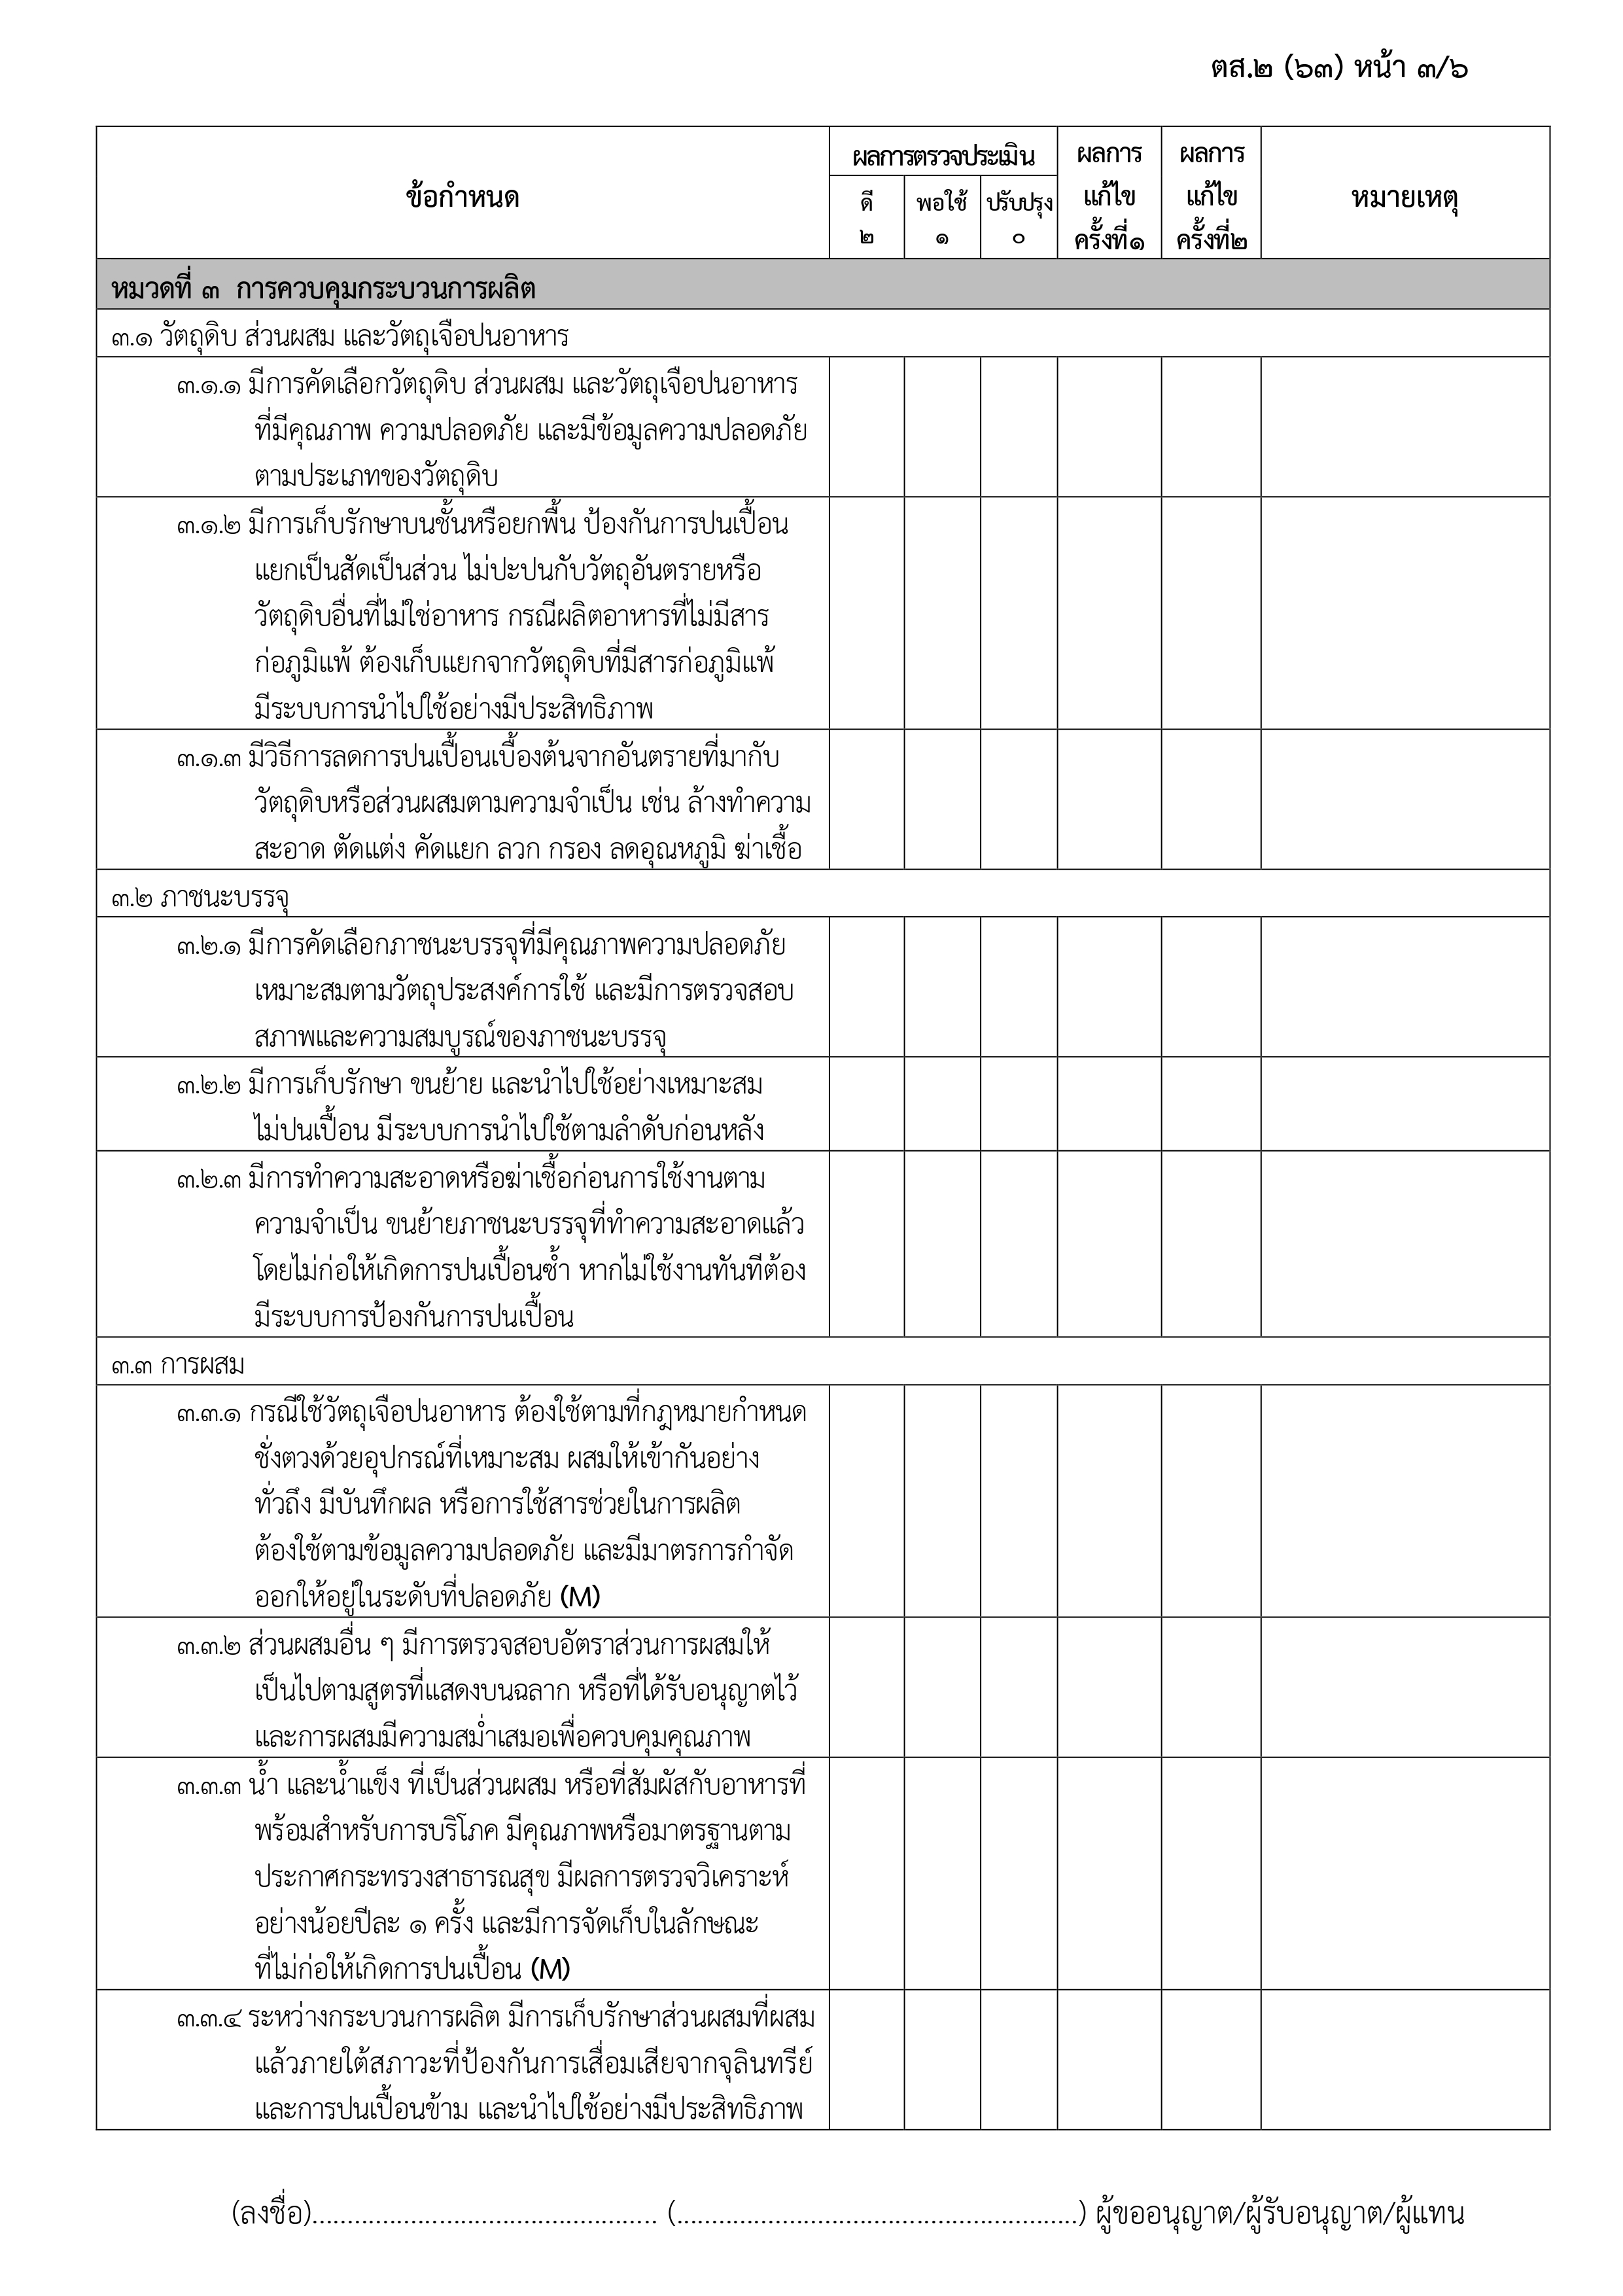 ตส.๒ (๖๓) หน้า ๓/๖
ข้อกำหนด
ผลการตรวจประเมิน
ดี
๒
พอใช้
๑
ปรับปรุง
๐
ผลการ
แก้ไข
ครั้งที่๑
ผลการ
แก้ไข
ครั้งที่๒
หมายเหตุ
หมวดที่ ๓ การควบคุมกระบวนการผลิต
๓.๑ วัตถุดิบ ส่วนผสม และวัตถุเจือปนอาหาร
๓.๑.๑ มีการคัดเลือกวัตถุดิบ ส่วนผสม และวัตถุเจือปนอาหาร
ที่มีคุณภาพ ความปลอดภัย และมีข้อมูลความปลอดภัย
ตามประเภทของวัตถุดิบ
๓.๑.๒ มีการเก็บรักษาบนชั้นหรือยกพื้น ป้องกันการปนเปื้อน
แยกเป็นสัดเป็นส่วน ไม่ปะปนกับวัตถุอันตรายหรือ
วัตถุดิบอื่นที่ไม่ใช่อาหาร กรณีผลิตอาหารที่ไม่มีสาร
ก่อภูมิแพ้ ต้องเก็บแยกจากวัตถุดิบที่มีสารก่อภูมิแพ้
มีระบบการนำไปใช้อย่างมีประสิทธิภาพ
๓.๑.๓ มีวิธีการลดการปนเปื้อนเบื้องต้นจากอันตรายที่มากับ
วัตถุดิบหรือส่วนผสมตามความจำเป็น เช่น ล้างทำความ
สะอาด ตัดแต่ง คัดแยก ลวก กรอง ลดอุณหภูมิ ฆ่าเชื้อ
๓.๒ ภาชนะบรรจุ
๓.๒.๑ มีการคัดเลือกภาชนะบรรจุที่มีคุณภาพความปลอดภัย
เหมาะสมตามวัตถุประสงค์การใช้ และมีการตรวจสอบ
สภาพและความสมบูรณ์ของภาชนะบรรจุ
๓.๒.๒ มีการเก็บรักษา ขนย้าย และนำไปใช้อย่างเหมาะสม
ไม่ปนเปื้อน มีระบบการนำไปใช้ตามลำดับก่อนหลัง
๓.๒.๓ มีการทำความสะอาดหรือฆ่าเชื้อก่อนการใช้งานตาม
ความจำเป็น ขนย้ายภาชนะบรรจุที่ทำความสะอาดแล้ว
โดยไม่ก่อให้เกิดการปนเปื้อนซ้ำ หากไม่ใช้งานทันทีต้อง
มีระบบการป้องกันการปนเปื้อน
๓.๓ การผสม
๓.๓.๑ กรณีใช้วัตถุเจือปนอาหาร ต้องใช้ตามที่กฎหมายกำหนด
ชั่งตวงด้วยอุปกรณ์ที่เหมาะสม ผสมให้เข้ากันอย่าง
ทั่วถึง มีบันทึกผล หรือการใช้สารช่วยในการผลิต
ต้องใช้ตามข้อมูลความปลอดภัย และมีมาตรการกำจัด
ออกให้อยู่ในระดับที่ปลอดภัย (M)
๓.๓.๒ ส่วนผสมอื่น ๆ มีการตรวจสอบอัตราส่วนการผสมให้
เป็นไปตามสูตรที่แสดงบนฉลาก หรือที่ได้รับอนุญาตไว้
และการผสมมีความสม่ำเสมอเพื่อควบคุมคุณภาพ
๓.๓.๓ น้ำ และน้ำแข็ง ที่เป็นส่วนผสม หรือที่สัมผัสกับอาหารที่
พร้อมสำหรับการบริโภค มีคุณภาพหรือมาตรฐานตาม
ประกาศกระทรวงสาธารณสุข มีผลการตรวจวิเคราะห์
อย่างน้อยปีละ ๑ ครั้ง และมีการจัดเก็บในลักษณะ
ที่ไม่ก่อให้เกิดการปนเปื้อน (M)
๓.๓.๔ ระหว่างกระบวนการผลิต มีการเก็บรักษาส่วนผสมที่ผสม
แล้วภายใต้สภาวะที่ป้องกันการเสื่อมเสียจากจุลินทรีย์
และการปนเปื้อนข้าม และนำไปใช้อย่างมีประสิทธิภาพ
(ลงชื่อ)................................................ (........................................................) ผู้ขออนุญาต/ผู้รับอนุญาต/ผู้แทน